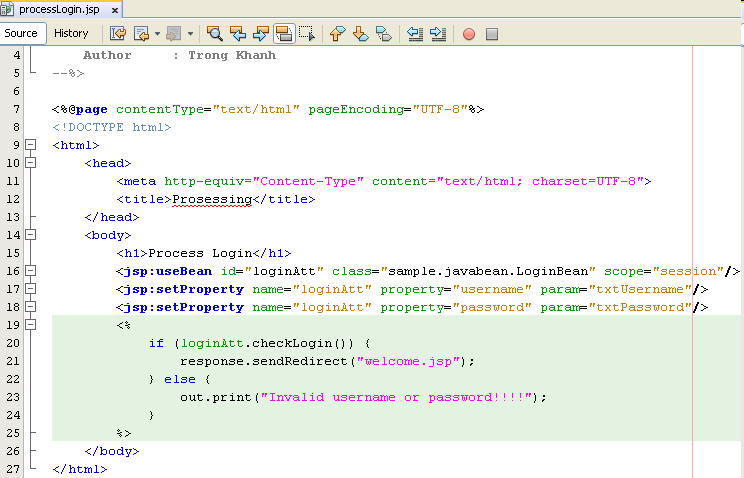 processLogin.jsp x
Source History
4 Author : Trong Khanh
5 --%>
6
7 <%@page contentType="text/html" pageEncoding="UTF-8"%>
8 <!DOCTYPE html>
9 <html>
10 <head>
11 <meta http-equiv="Content-Type" content="text/html; charset=UTF-8">
12 <title>Prosessing</title>
13 </head>
14 <body>
15 <h1>Process Login</h1>
16 <jsp:useBean id="loginAtt" class="sample.javabean.LoginBean" scope="session"/>
17 <jsp:setProperty name="loginAtt" property="username" param="txtUsername"/>
18 <jsp:setProperty name="loginAtt" property="password" param="txtPassword"/>
19 <%
20 if (loginAtt.checkLogin()) {
21 response.sendRedirect("welcome.jsp");
22 } else {
23 out.print("Invalid username or password!!!!");
24 }
25 %>
26 </body>
27 </html>